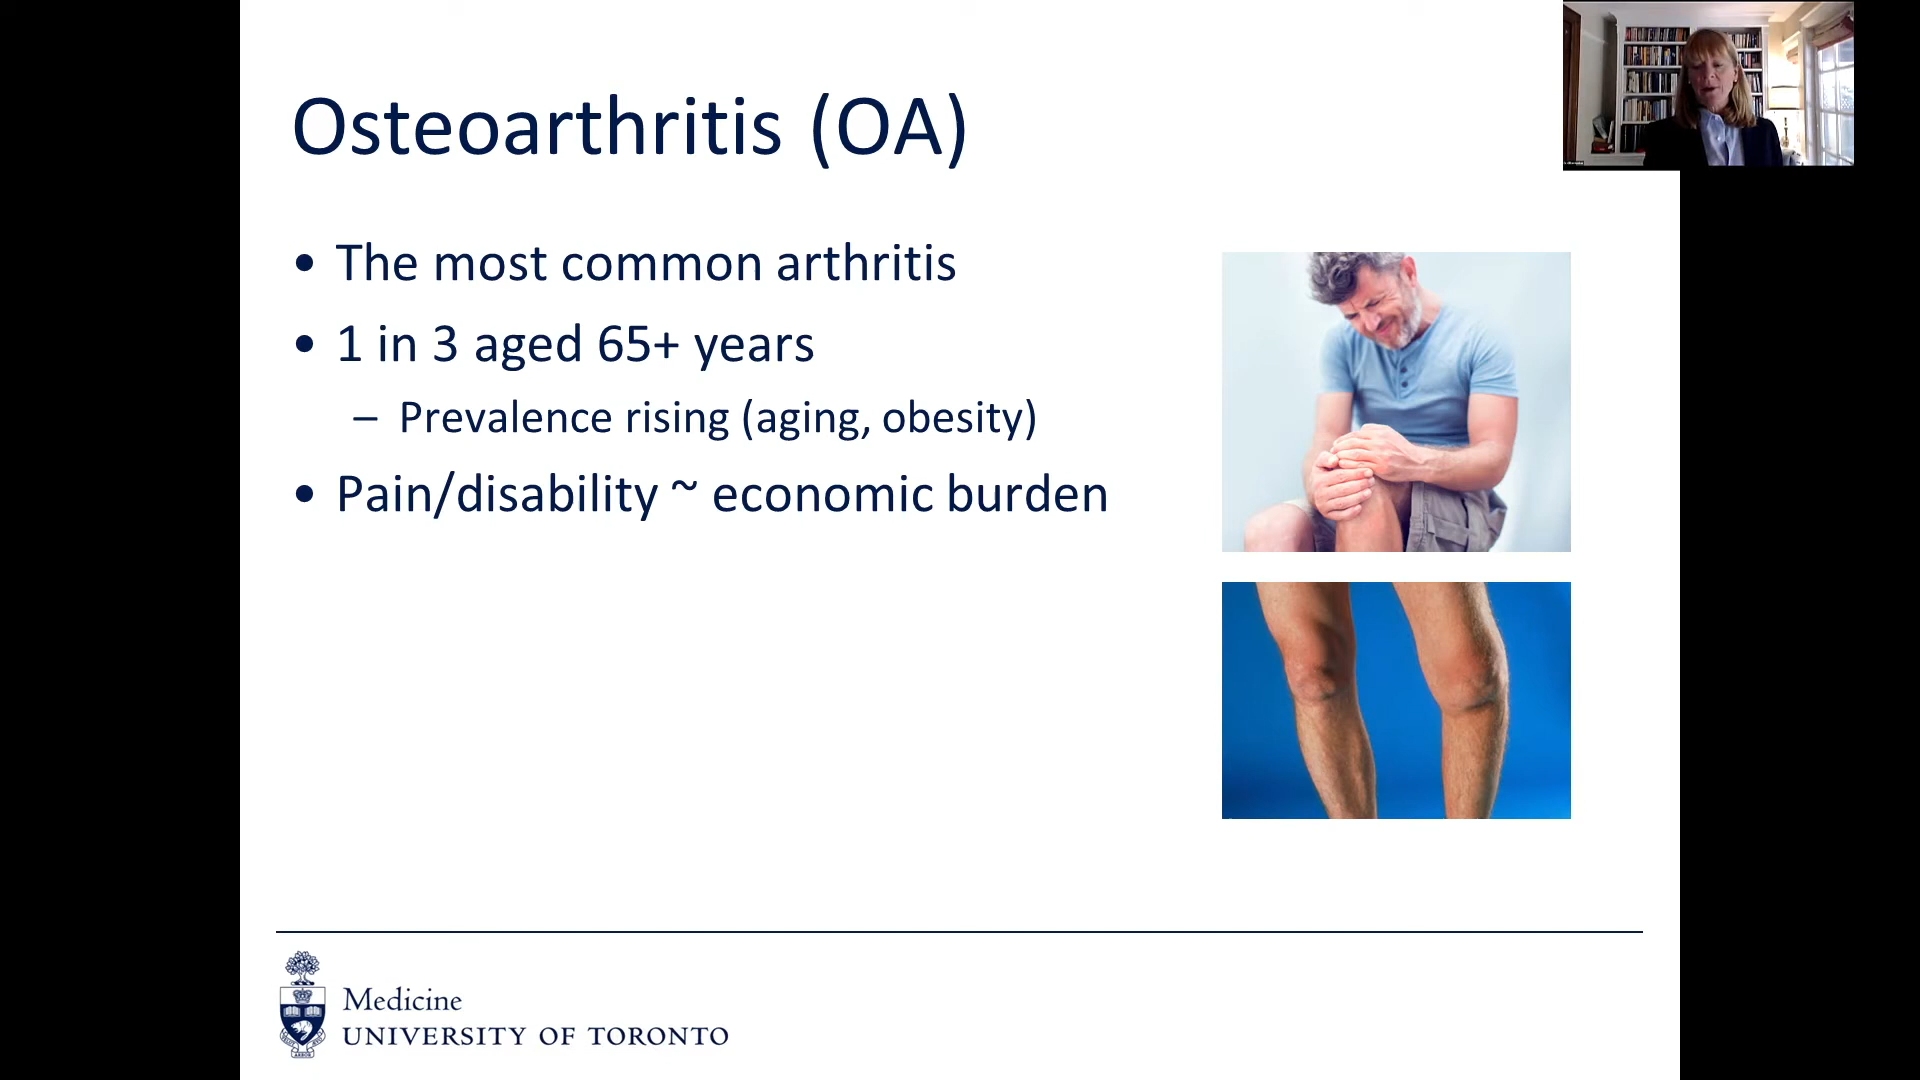 Osteoarthritis (OA)
• The most common arthritis
• 1 in 3 aged 65+ years
– Prevalence rising (aging, obesity)
• Pain/disability ~ economic burden
Medicine
UNIVERSITY OF TORONTO